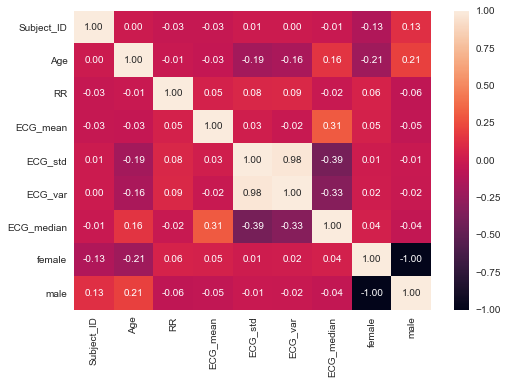 Subject_ID 1.00 0.00 -0.03 -0.03 0.01 0.00 -0.01 -0.13 0.13
Age 0.00 1.00 -0.01 -0.03 -0.19 -0.16 0.16 -0.21 0.21
RR -0.03 -0.01 1.00 0.05 0.08 0.09 -0.02 0.06 -0.06
ECG_mean -0.03 -0.03 0.05 1.00 0.03 -0.02 0.31 0.05 -0.05
ECG_std 0.01 -0.19 0.08 0.03 1.00 0.98 -0.39 0.01 -0.01
ECG_var 0.00 -0.16 0.09 -0.02 0.98 1.00 -0.33 0.02 -0.02
ECG_median -0.01 0.16 -0.02 0.31 -0.39 -0.33 1.00 0.04 -0.04
female -0.13 -0.21 0.06 0.05 0.01 0.02 0.04 1.00 -1.00
male 0.13 0.21 -0.06 -0.05 -0.01 -0.02 -0.04 -1.00 1.00
Subject_ID Age RR ECG_mean ECG_std ECG_var ECG_median female male
1.00
0.75
0.50
0.25
0.00
−0.25
−0.50
−0.75
−1.00